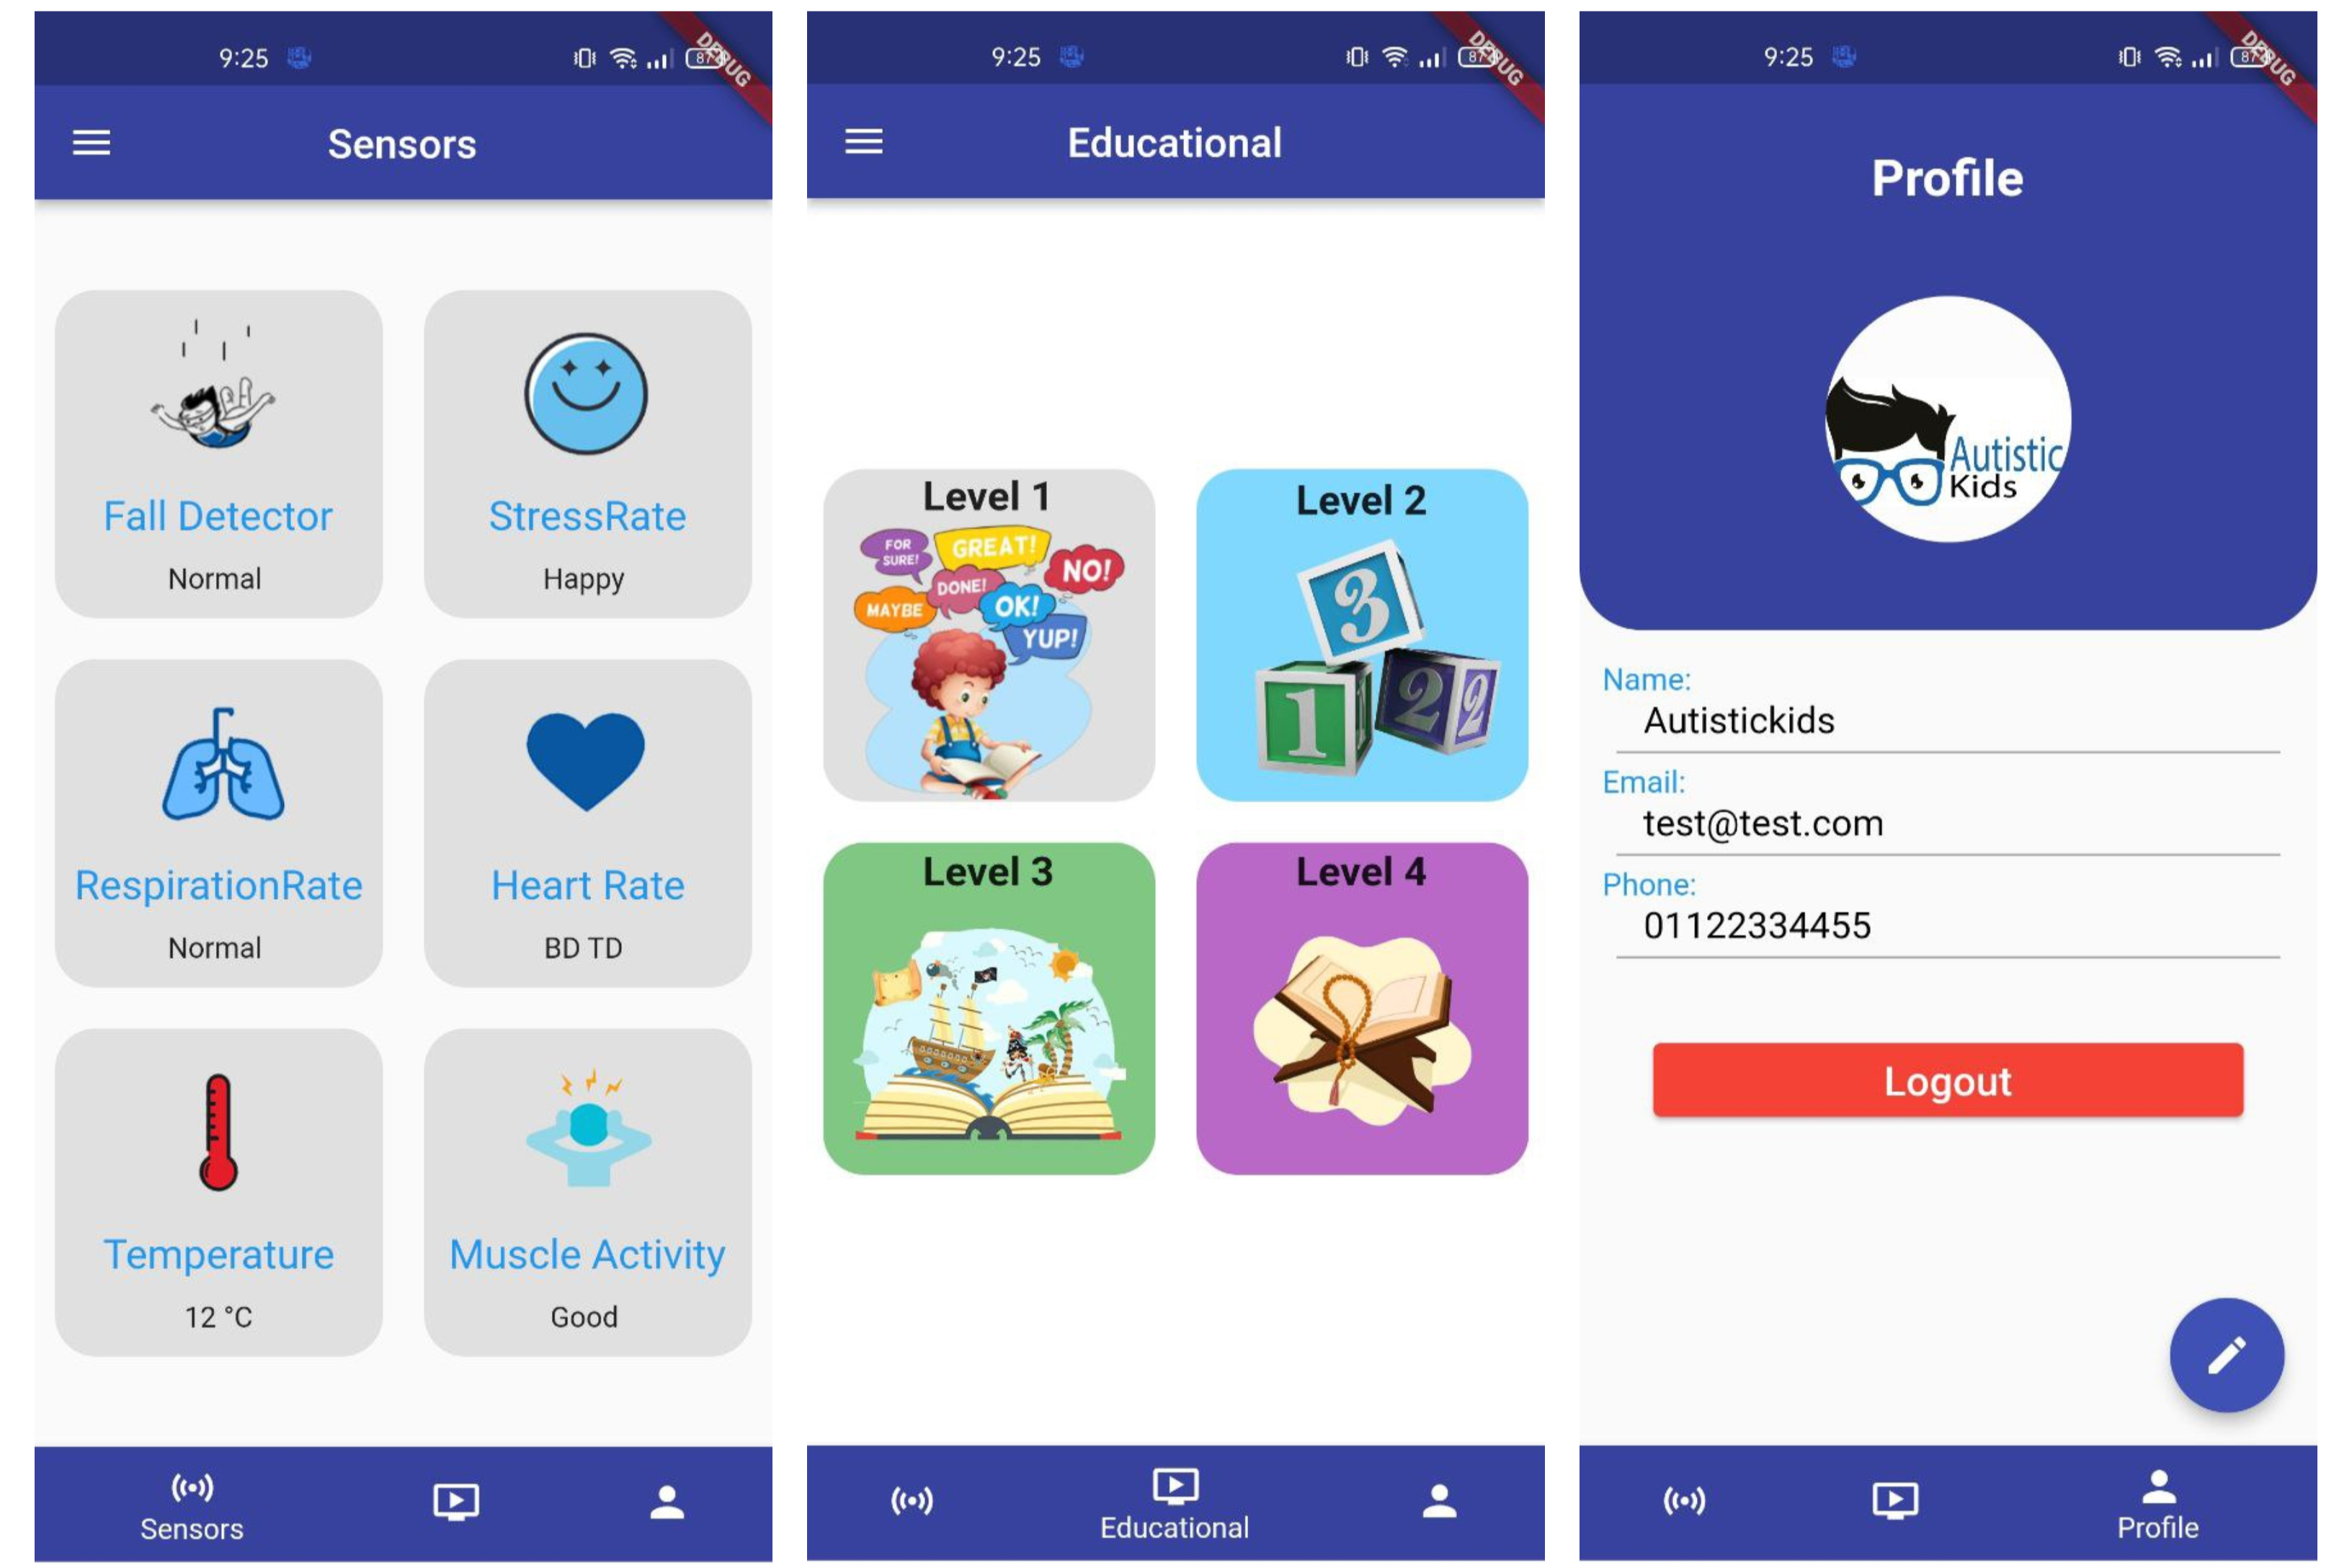 9:25
87
DEBUG
Sensors
Fall Detector
Normal
StressRate
Happy
RespirationRate
Normal
Heart Rate
BD TD
Temperature
12 °C
Muscle Activity
Good
Sensors
9:25
87
DEBUG
Educational
Level 1
FOR
SURE!
GREAT!
NO!
DONE!
MAYBE
OK!
YUP!
Level 2
3
1
2
2
Level 3
Level 4
Educational
9:25
87
DEBUG
Profile
Autistic
Kids
Name:
Autistickids
Email:
test@test.com
Phone:
01122334455
Logout
Profile